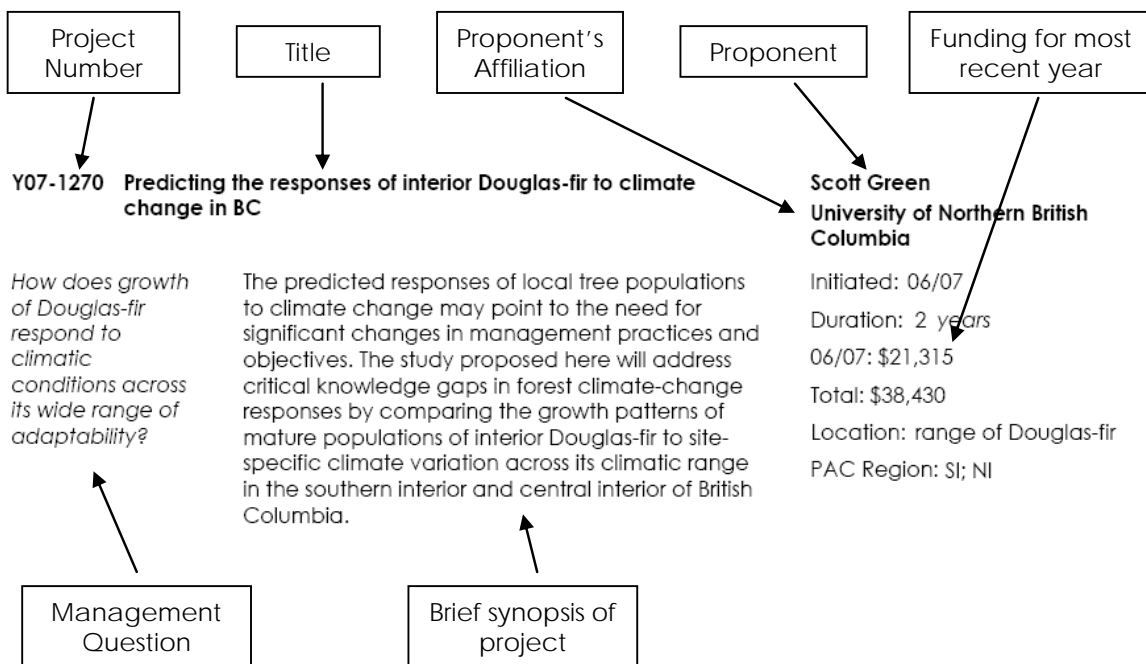 Project
Number
Title
Proponent's
Affiliation
Proponent
Funding for most
recent year
Y07-1270 Predicting the responses of interior Douglas-fir to climate
change in BC
Scott Green
University of Northern British
Columbia
How does growth
of Douglas-fir
respond to
climatic
conditions across
its wide range of
adaptability?
The predicted responses of local tree populations
to climate change may point to the need for
significant changes in management practices and
objectives. The study proposed here will address
critical knowledge gaps in forest climate-change
responses by comparing the growth patterns of
mature populations of interior Douglas-fir to site-
specific climate variation across its climatic range
in the southern interior and central interior of British
Columbia.
Initiated: 06/07
Duration: 2 years
06/07: $21,315
Total: $38,430
Location: range of Douglas-fir
PAC Region: SI; NI
Management
Question
Brief synopsis of
project